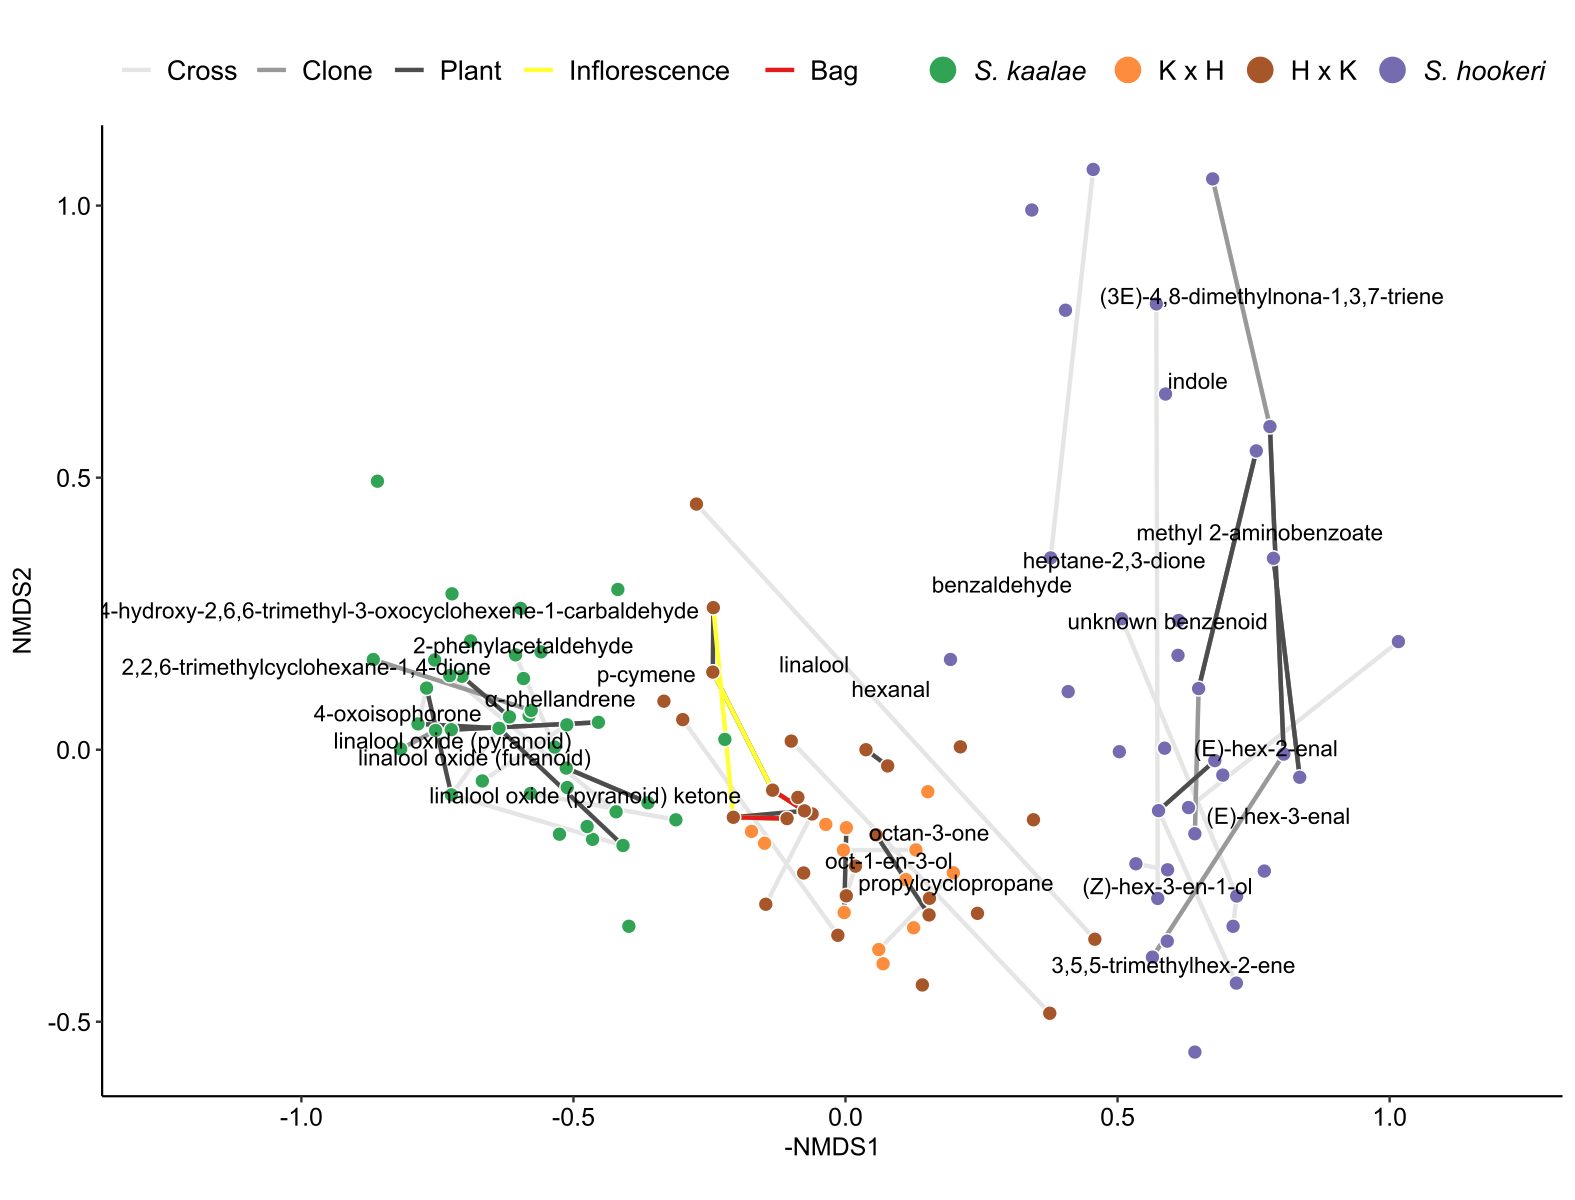 Cross Clone Plant Inflorescence Bag S. kaalae K x H H x K S. hookeri
NMDS2
1.0
0.5
0.0
-0.5
(3E)-4,8-dimethylnona-1,3,7-triene
indole
methyl 2-aminobenzoate
heptane-2,3-dione
benzaldehyde
4-hydroxy-2,6,6-trimethyl-3-oxocyclohexene-1-carbaldehyde
unknown benzenoid
2-phenylacetaldehyde
2,2,6-trimethylcyclohexane-1,4-dione
linalool
p-cymene
hexanal
α-phellandrene
4-oxoisophorone
linalool oxide (pyranoid)
(E)-hex-2-enal
linalool oxide (furanoid)
linalool oxide (pyranoid) ketone
(E)-hex-3-enal
octan-3-one
oct-1-en-3-ol
propylcyclopropane
(Z)-hex-3-en-1-ol
3,5,5-trimethylhex-2-ene
-1.0 -0.5 0.0 0.5 1.0
-NMDS1